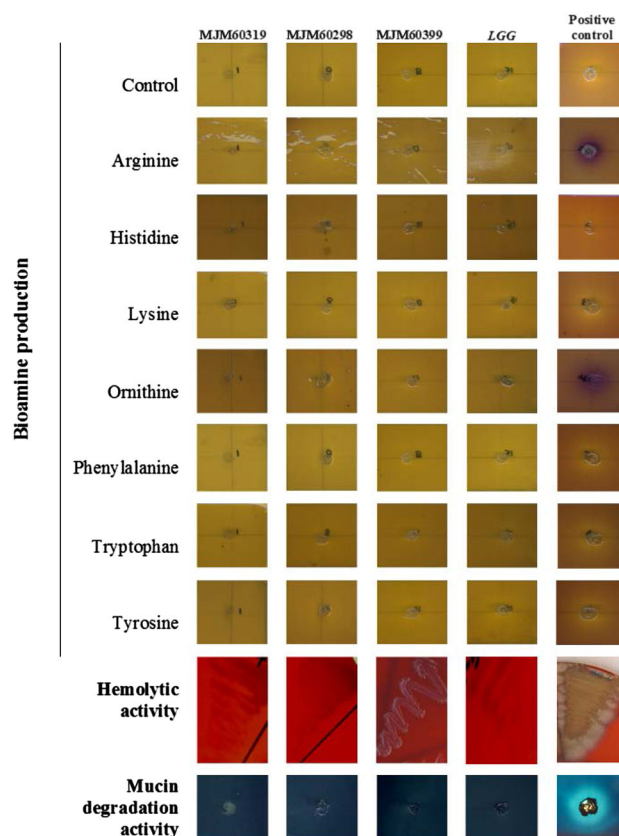 MJM60319 MJM60298 MJM60399 LGG Positive control
Bioamine production
Control
Arginine
Histidine
Lysine
Ornithine
Phenylalanine
Tryptophan
Tyrosine
Hemolytic
activity
Mucin
degradation
activity